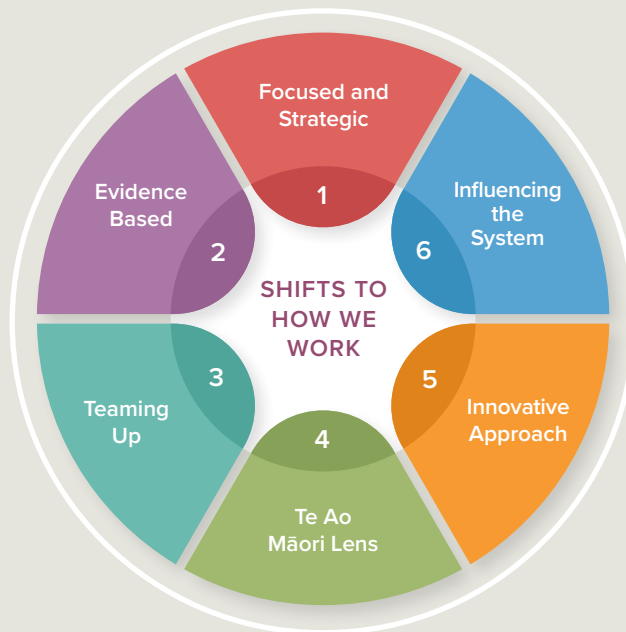 SHIFTS TO
HOW WE
WORK
1
Focused and
Strategic
2
Evidence
Based
3
Teaming
Up
4
Te Ao
Māori Lens
5
Innovative
Approach
6
Influencing
the
System